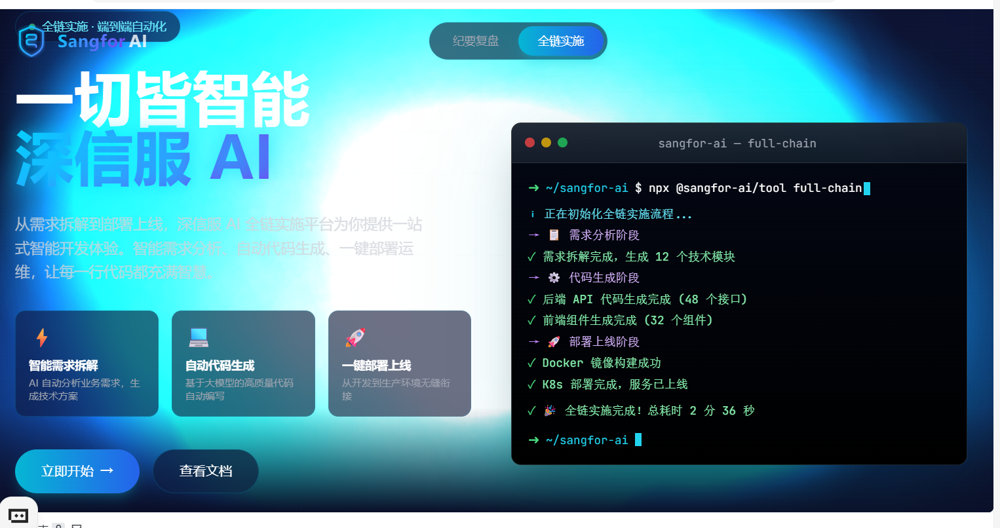 全链实施 · 端到端自动化
Sangfor AI
纪要复盘
全链实施
一切皆智能
深信服 AI
从需求拆解到部署上线，深信服 AI 全链实施平台为你提供一站
式智能开发体验。智能需求分析、自动代码生成、一键部署运
维，让每一行代码都充满智慧。
智能需求拆解
AI 自动分析业务需求，生
成技术方案
自动代码生成
基于大模型的高质量代码
自动编写
一键部署上线
从开发到生产环境无缝衔
接
立即开始 →
查看文档
sangfor-ai — full-chain
➜ ~/sangfor-ai $ npx @sangfor-ai/tool full-chain
i 正在初始化全链实施流程...
→ 📋 需求分析阶段
✓ 需求拆解完成，生成 12 个技术模块
→ ⚙️ 代码生成阶段
✓ 后端 API 代码生成完成 (48 个接口)
✓ 前端组件生成完成 (32 个组件)
→ 🚀 部署上线阶段
✓ Docker 镜像构建成功
✓ K8s 部署完成，服务已上线
✓ 🎉 全链实施完成！总耗时 2 分 36 秒
➜ ~/sangfor-ai